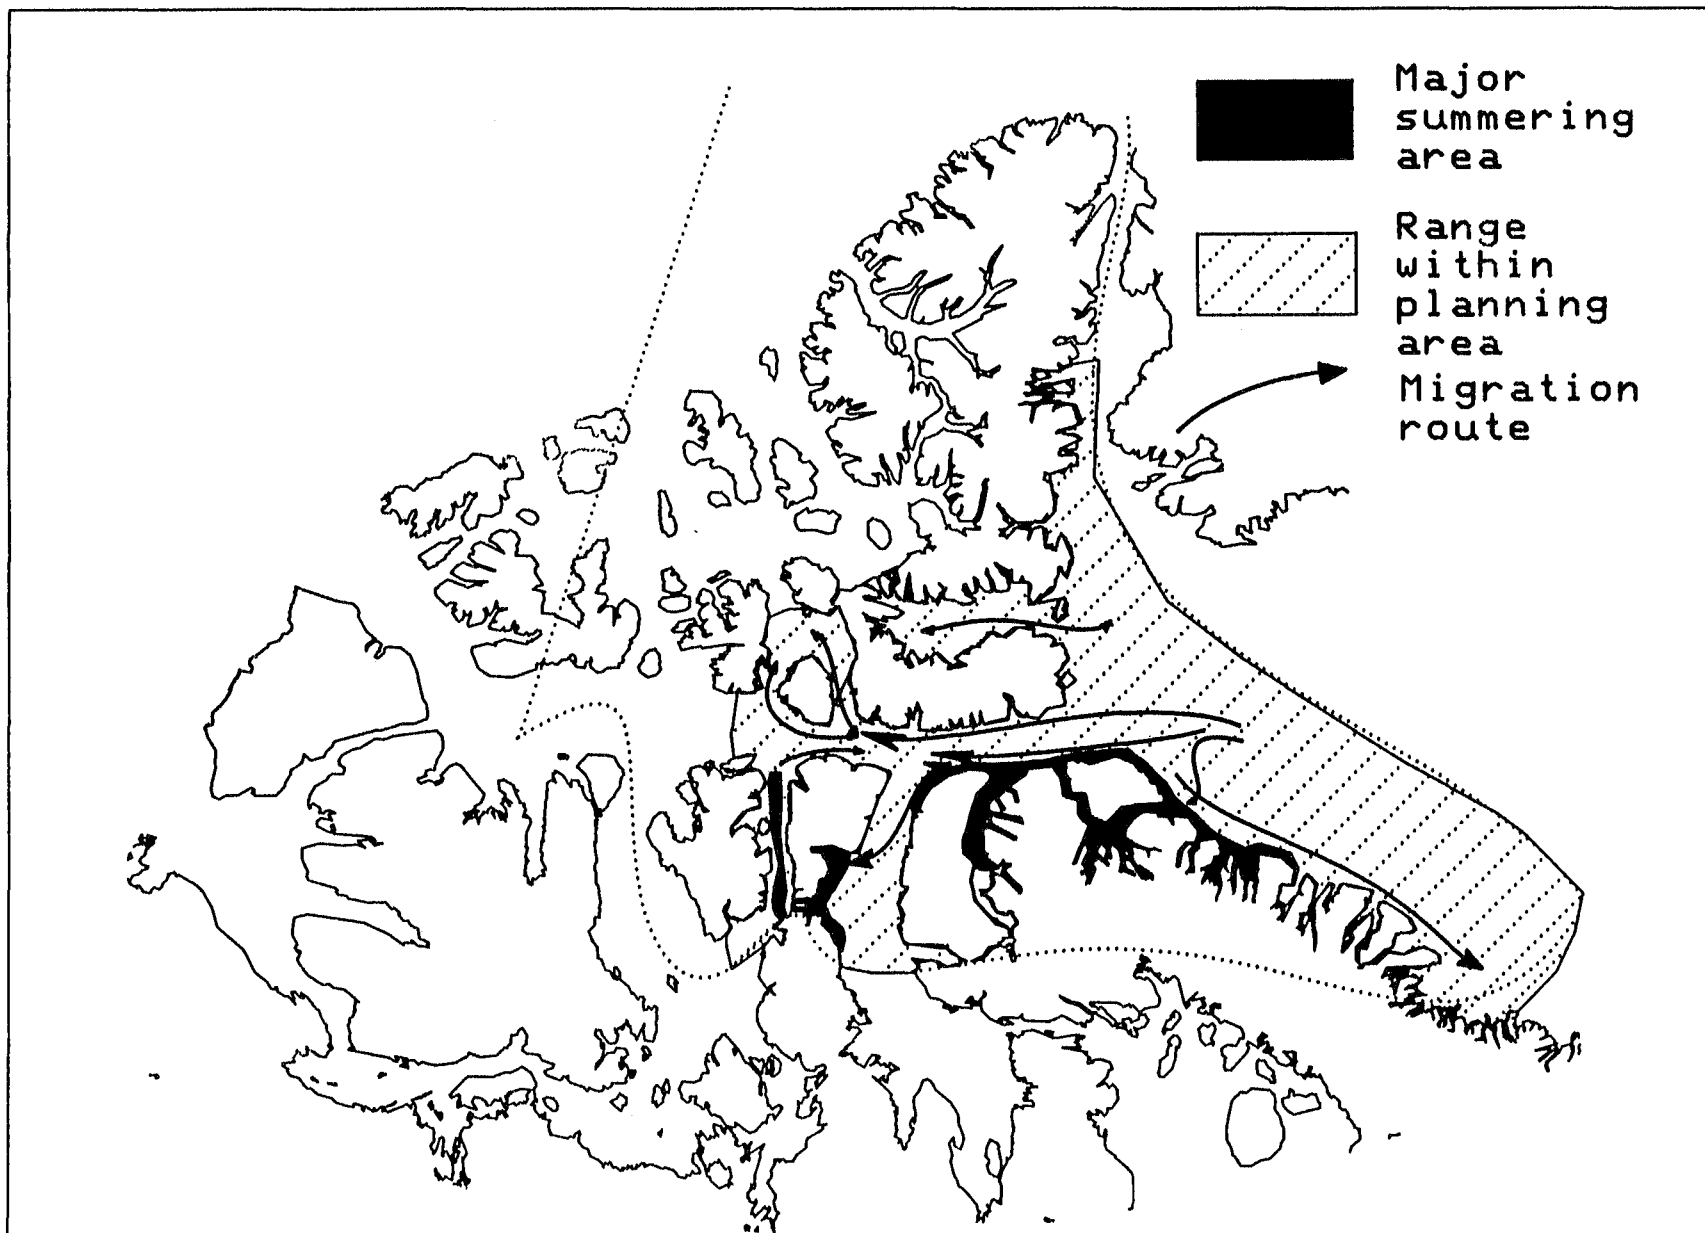 Major
summering
area
Range
within
planning
area
Migration
route